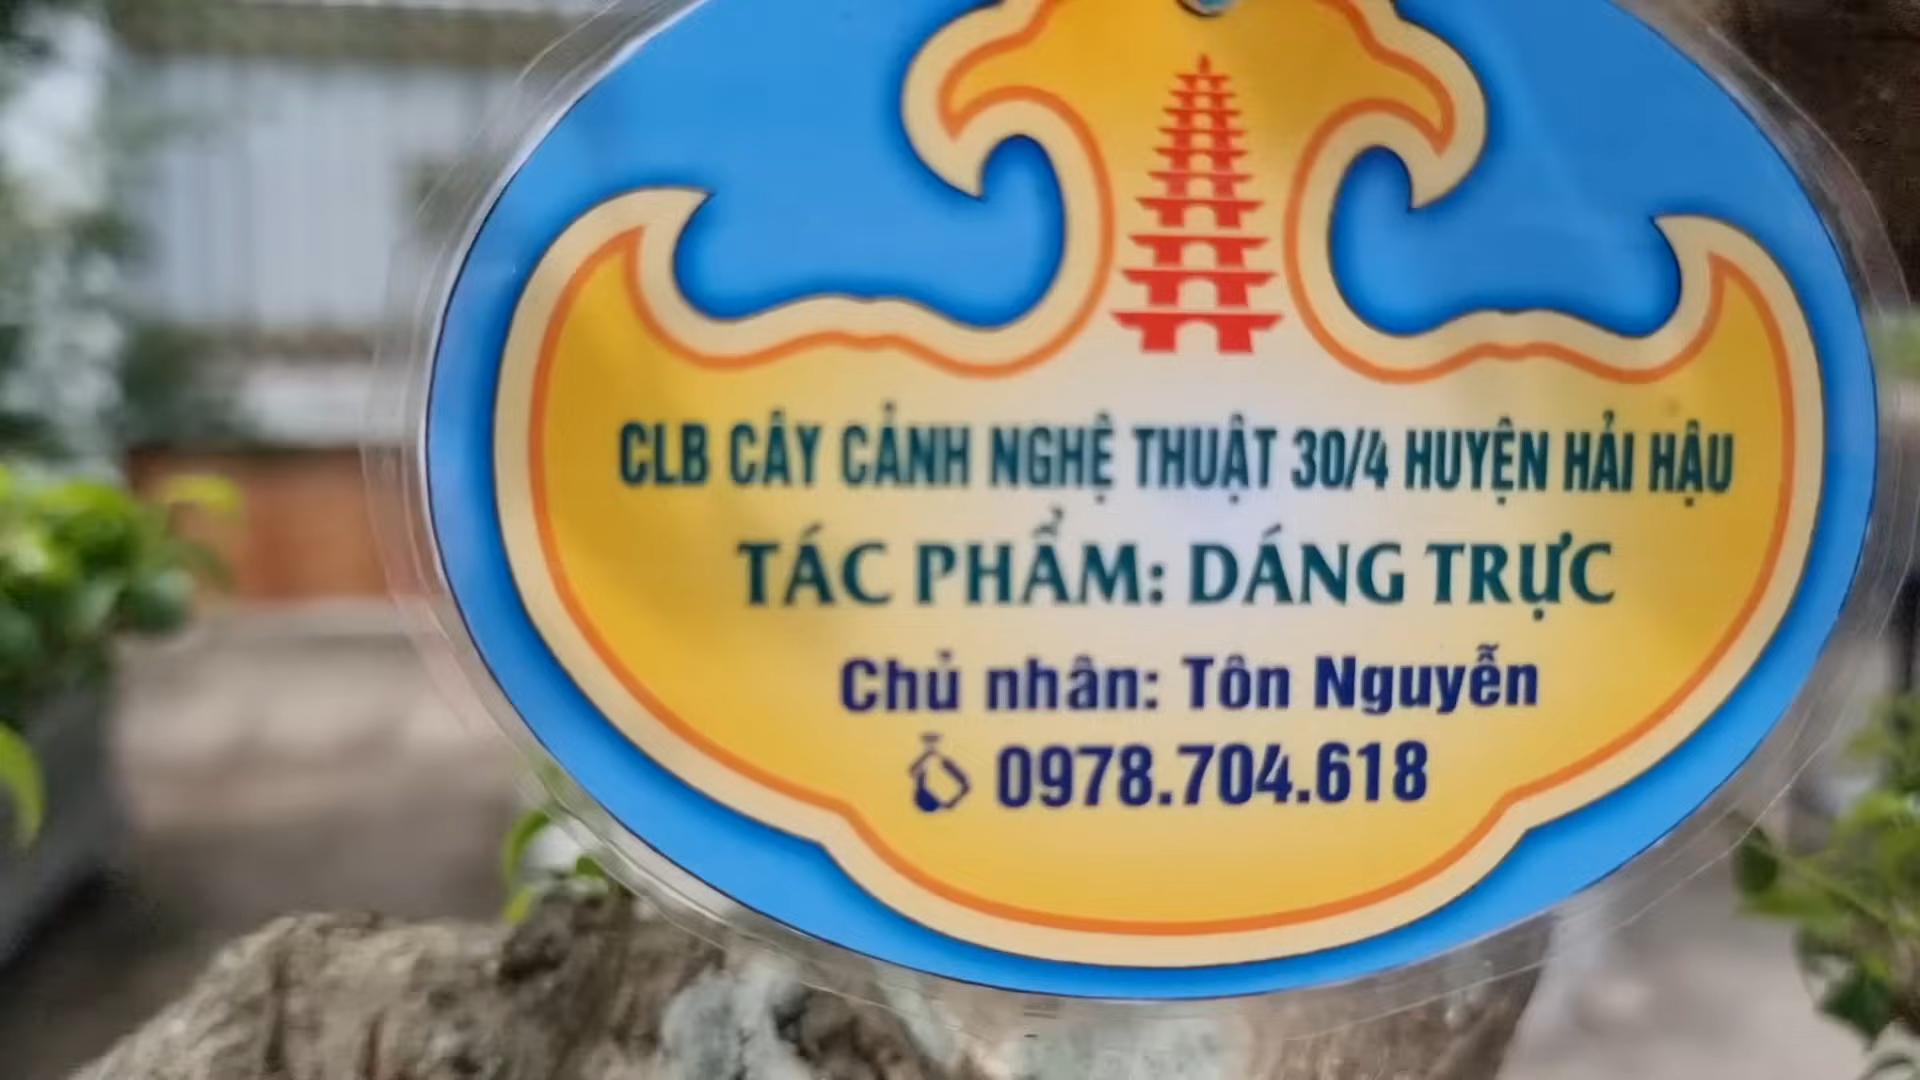 CLB CÂY CẢNH NGHỆ THUẬT 30/4 HUYỆN HẢI HẬU
TÁC PHẨM: DÁNG TRỰC
Chủ nhân: Tôn Nguyễn
0978.704.618